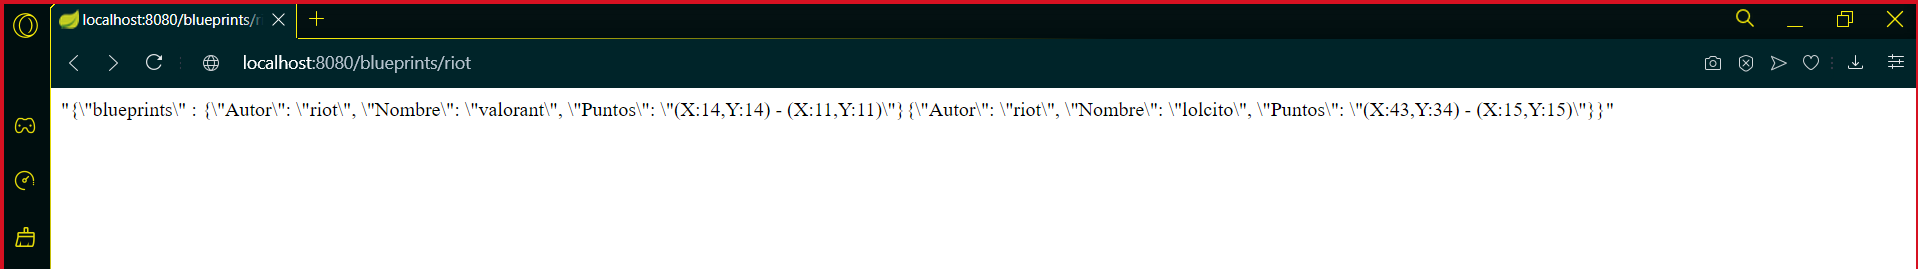 localhost:8080/blueprints/ri
localhost:8080/blueprints/riot
"{\"blueprints\" : {\"Autor\": \"riot\", \"Nombre\": \"valorant\", \"Puntos\": \"(X:14,Y:14) - (X:11,Y:11)\"}{\"Autor\": \"riot\", \"Nombre\": \"lolcito\", \"Puntos\": \"(X:43,Y:34) - (X:15,Y:15)\"}}"